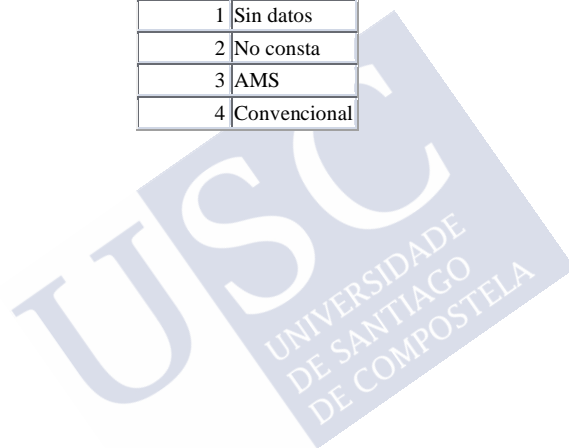 1 Sin datos
2 No consta
3 AMS
4 Convencional
USC
UNIVERSIDADE
DE SANTIAGO
DE COMPOSTELA